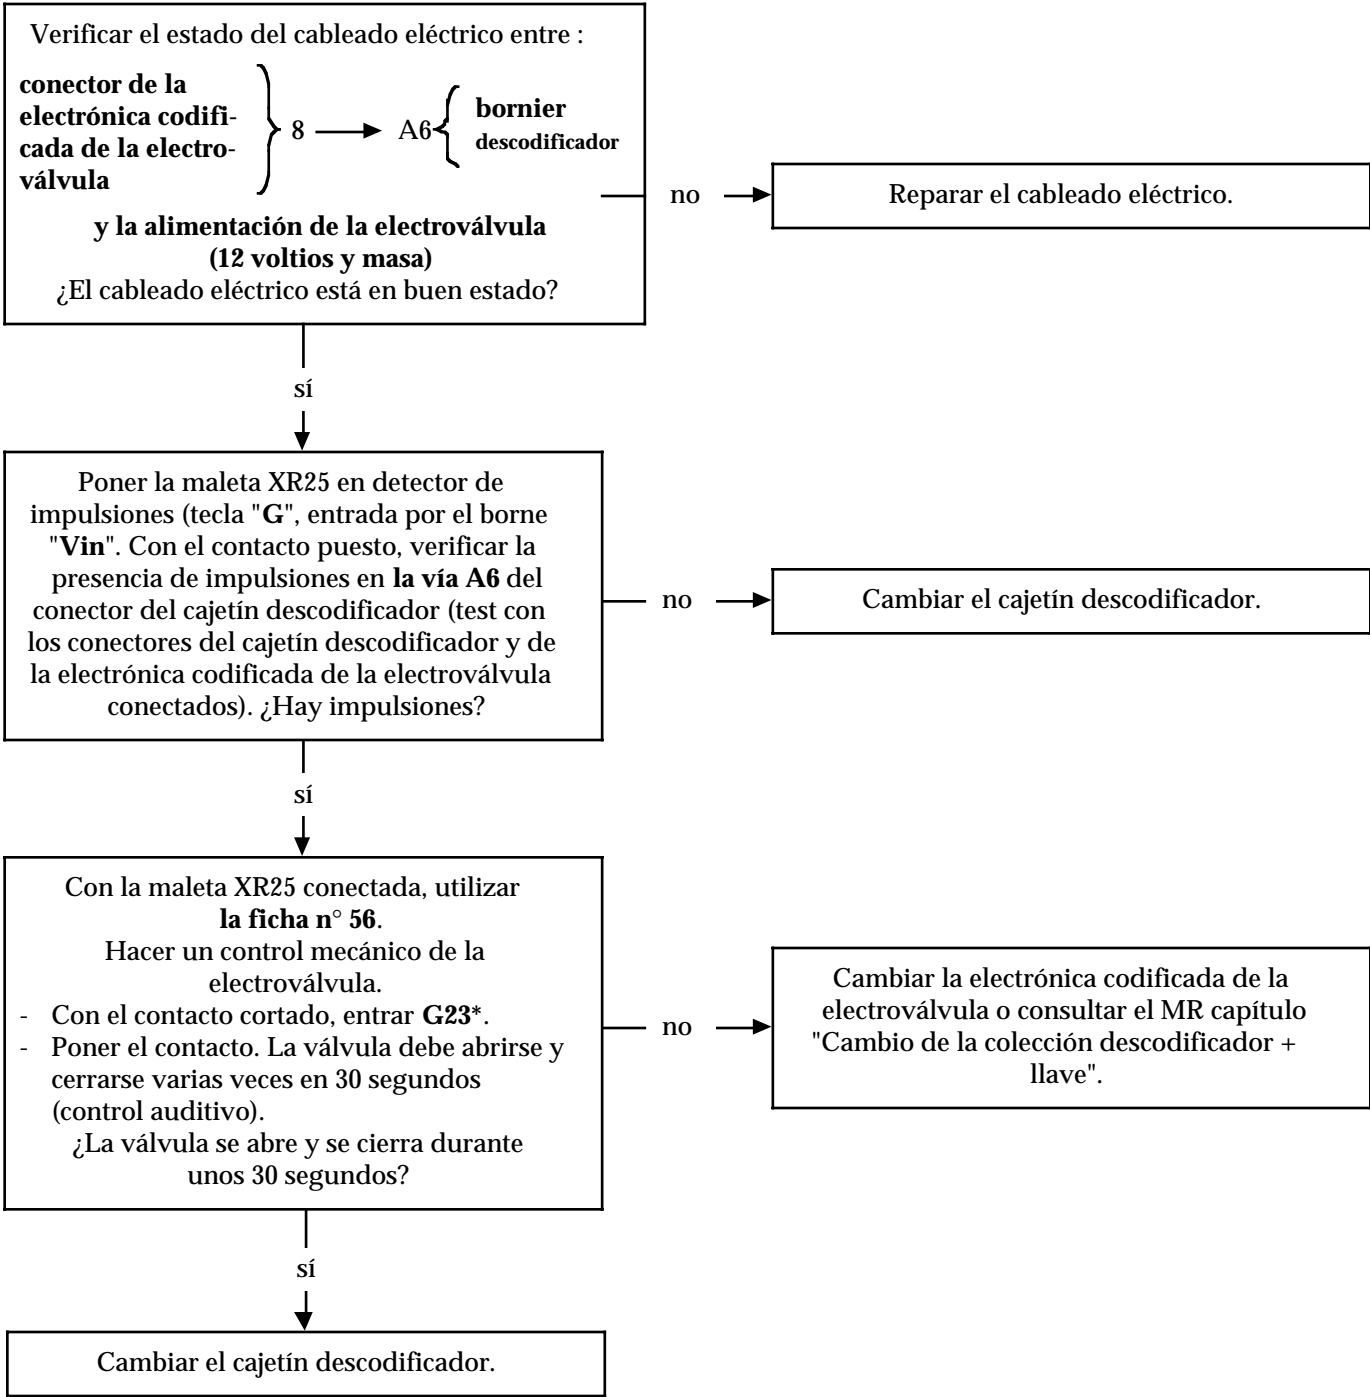 Verificar el estado del cableado eléctrico entre :
conector de la
electrónica codifi-
cada de la electro-
válvula
8
A6
bornier
descodificador
y la alimentación de la electroválvula
(12 voltios y masa)
¿El cableado eléctrico está en buen estado?
no
Reparar el cableado eléctrico.
sí
Poner la maleta XR25 en detector de
impulsiones (tecla "G", entrada por el borne
"Vin". Con el contacto puesto, verificar la
presencia de impulsiones en la vía A6 del
conector del cajetín descodificador (test con
los conectores del cajetín descodificador y de
la electrónica codificada de la electroválvula
conectados). ¿Hay impulsiones?
no
Cambiar el cajetín descodificador.
sí
Con la maleta XR25 conectada, utilizar
la ficha n° 56.
Hacer un control mecánico de la
electroválvula.
- Con el contacto cortado, entrar G23*.
- Poner el contacto. La válvula debe abrirse y
cerrarse varias veces en 30 segundos
(control auditivo).
¿La válvula se abre y se cierra durante
unos 30 segundos?
no
Cambiar la electrónica codificada de la
electroválvula o consultar el MR capítulo
"Cambio de la colección descodificador +
llave".
sí
Cambiar el cajetín descodificador.